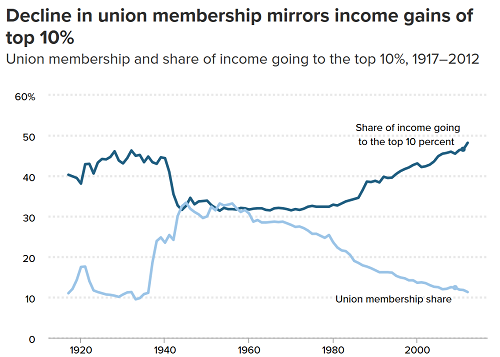 Decline in union membership mirrors income gains of
top 10%
Union membership and share of income going to the top 10%, 1917–2012
60%
50
40
30
20
10
0
Share of income going
to the top 10 percent
Union membership share
1920
1940
1960
1980
2000